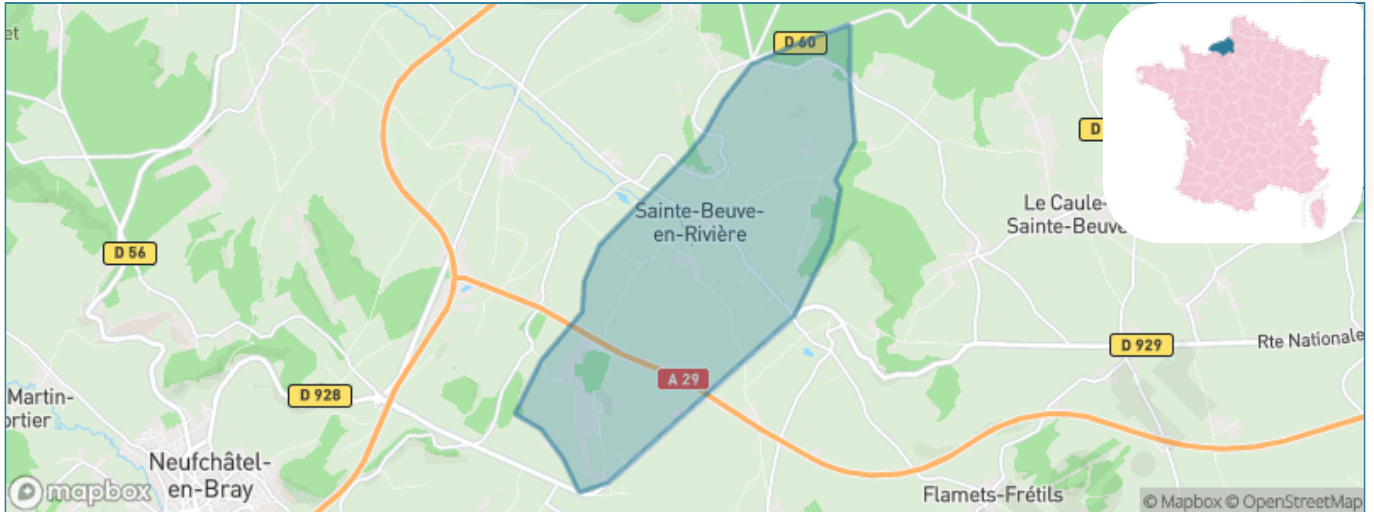 et
D 60
D
Sainte-Beuve-
en-Rivière
Le Caule-
Sainte-Beuve
D 56
D 929
Rte Nationale
A 29
D 928
Martin-
ortier
Neufchâtel-
en-Bray
Flamets-Frétils
mapbox
© Mapbox © OpenStreetMap